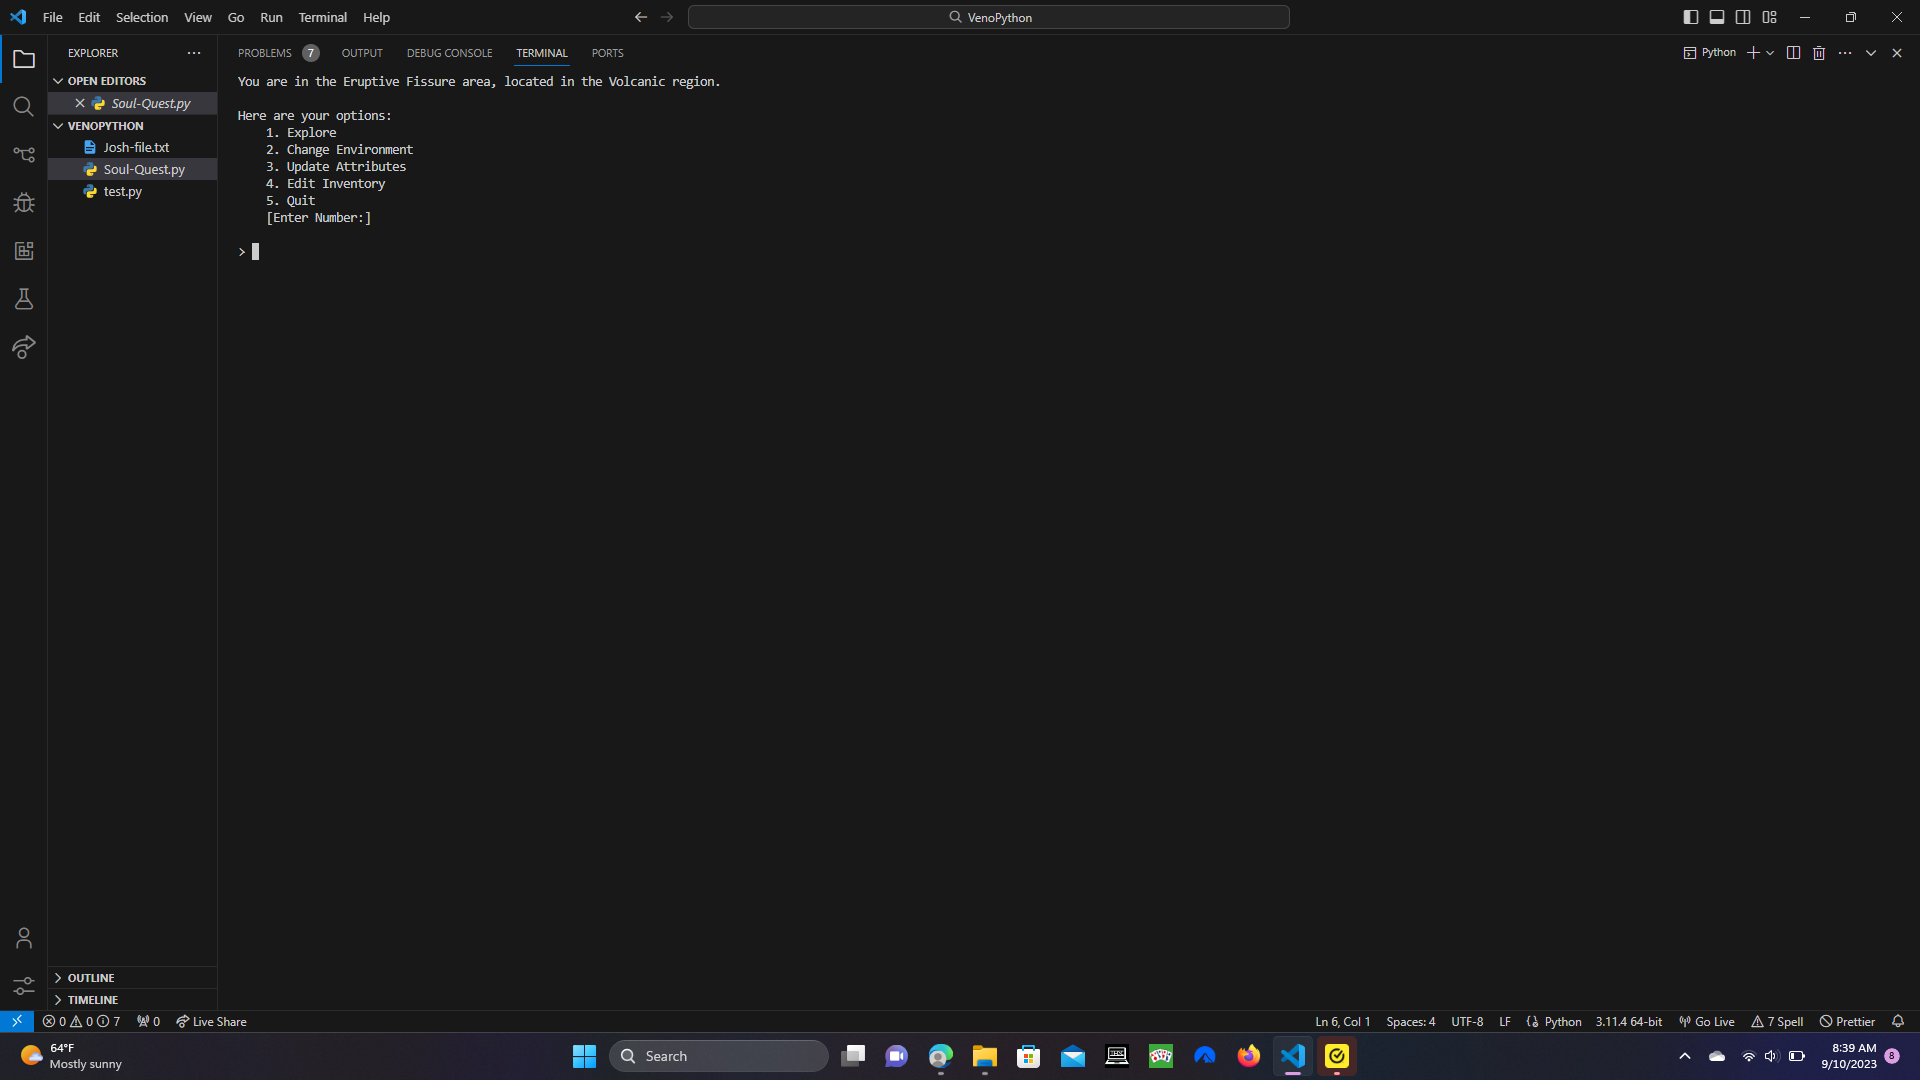 File Edit Selection View Go Run Terminal Help
VenoPython
EXPLORER
PROBLEMS 7 OUTPUT DEBUG CONSOLE TERMINAL PORTS
Python
OPEN EDITORS
Soul-Quest.py
VENOPYTHON
Josh-file.txt
Soul-Quest.py
test.py
You are in the Eruptive Fissure area, located in the Volcanic region.
Here are your options:
1. Explore
2. Change Environment
3. Update Attributes
4. Edit Inventory
5. Quit
[Enter Number:]
>
OUTLINE
TIMELINE
0 0 7 0 Live Share
Ln 6, Col 1 Spaces: 4 UTF-8 LF Python 3.11.4 64-bit Go Live 7 Spell Prettier
64°F
Mostly sunny
Search
8:39 AM
9/10/2023
8